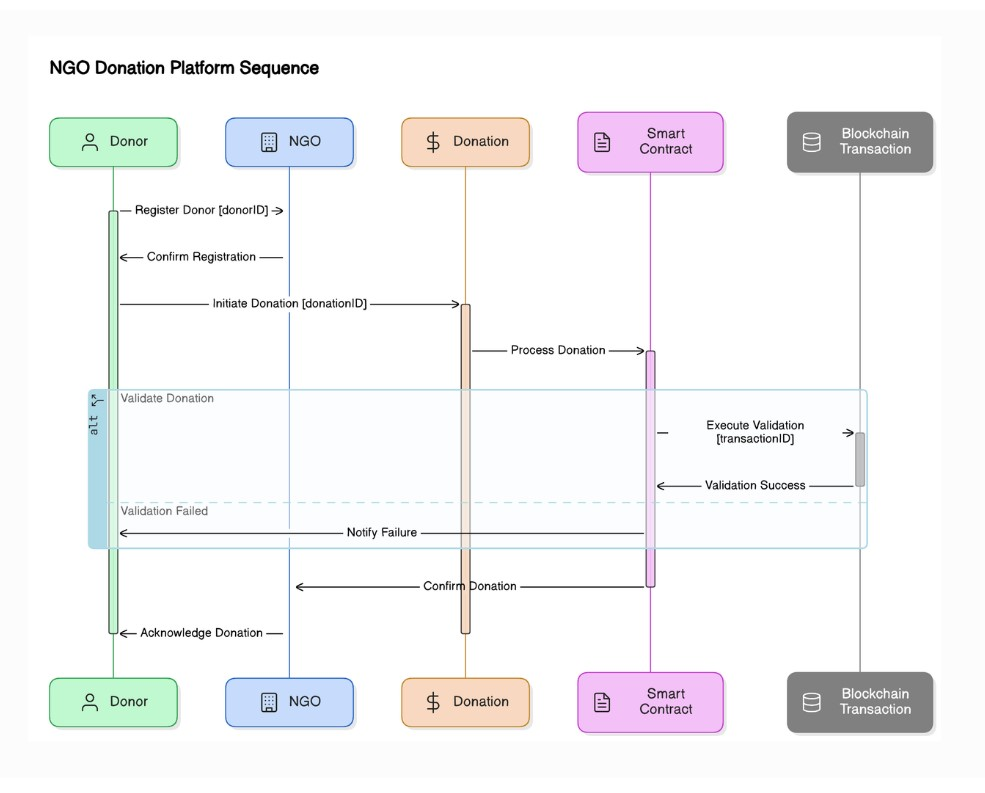 NGO Donation Platform Sequence
Donor
NGO
Donation
Smart
Contract
Blockchain
Transaction
Register Donor [donorID]
Confirm Registration
Initiate Donation [donationID]
Process Donation
alt
Validate Donation
Execute Validation
[transactionID]
Validation Success
Validation Failed
Notify Failure
Confirm Donation
Acknowledge Donation
Donor
NGO
Donation
Smart
Contract
Blockchain
Transaction